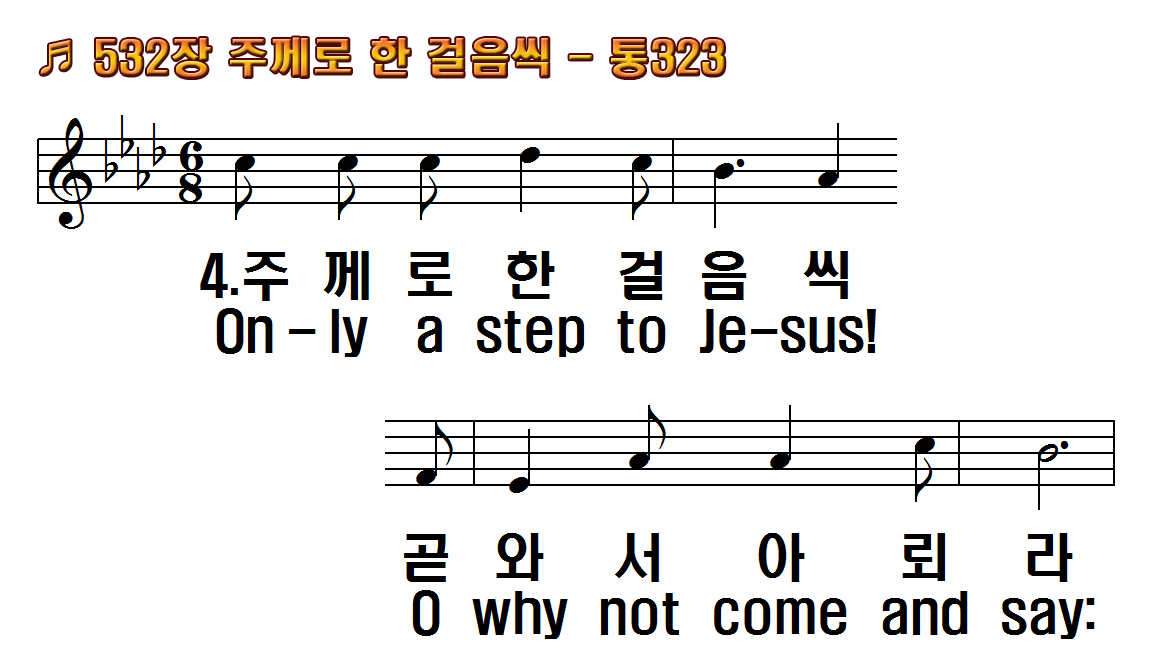 ♬ 532장 주께로 한 걸음씩 - 통323
4.주 께 로 한 걸 음 씩
On-ly a step to Je-sus!
곧 와 서 아 뢰 라
O why not come and say: